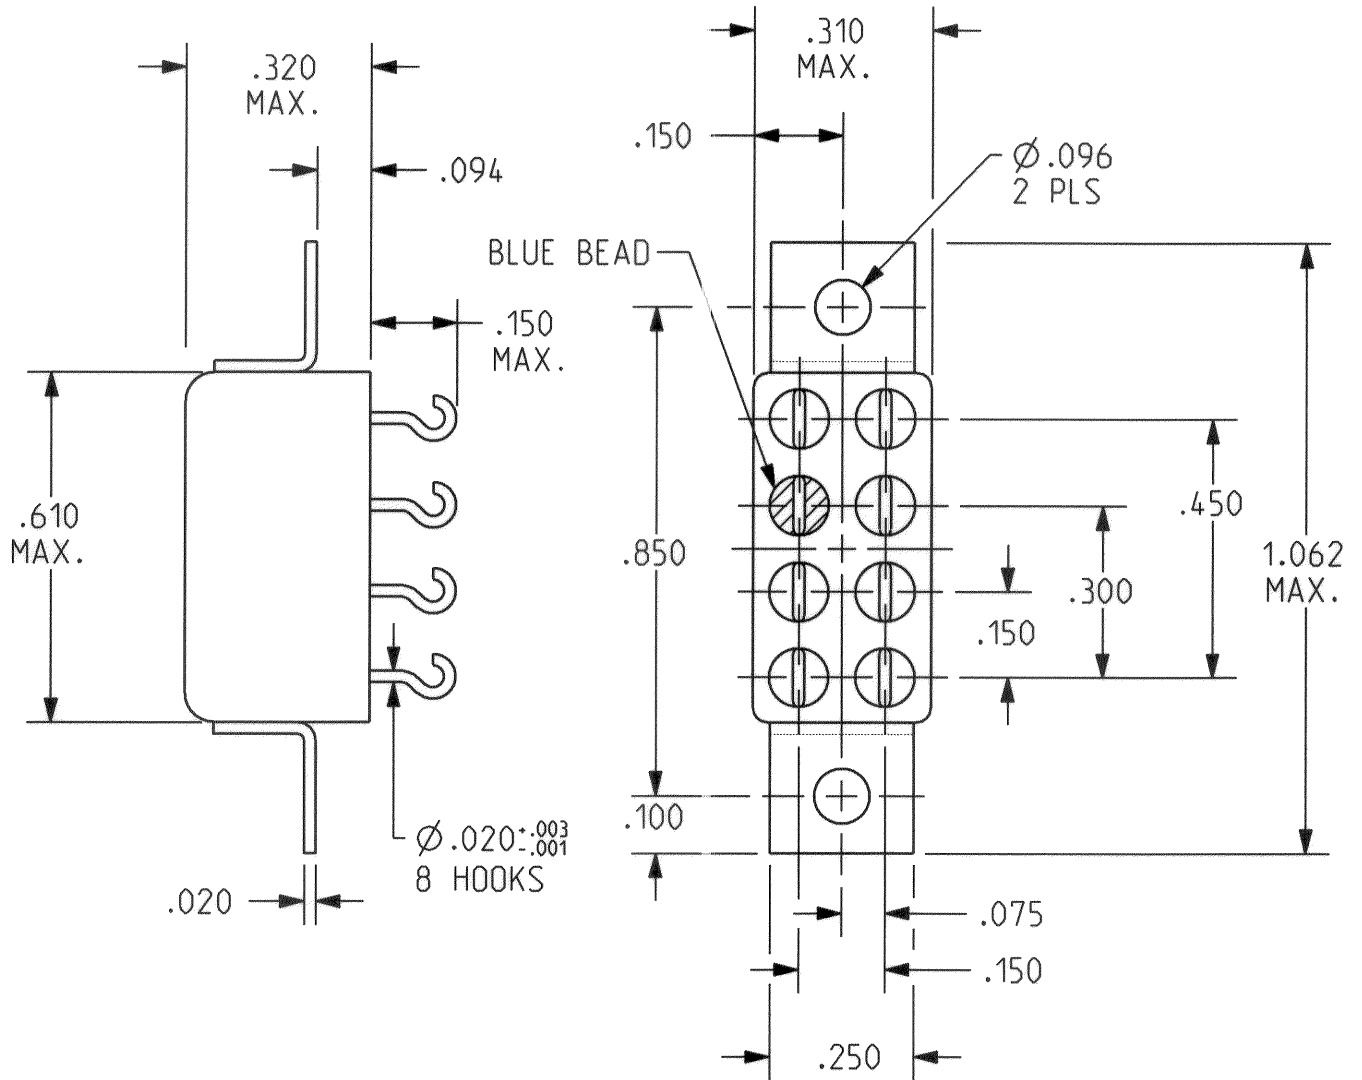 .320
MAX.
.094
.150
MAX.
.610
MAX.
Ø.020 +.003 -.001
8 HOOKS
.020
.310
MAX.
.150
Ø.096
2 PLS
BLUE BEAD
.850
.100
.450
.300
.150
1.062
MAX.
.075
.150
.250